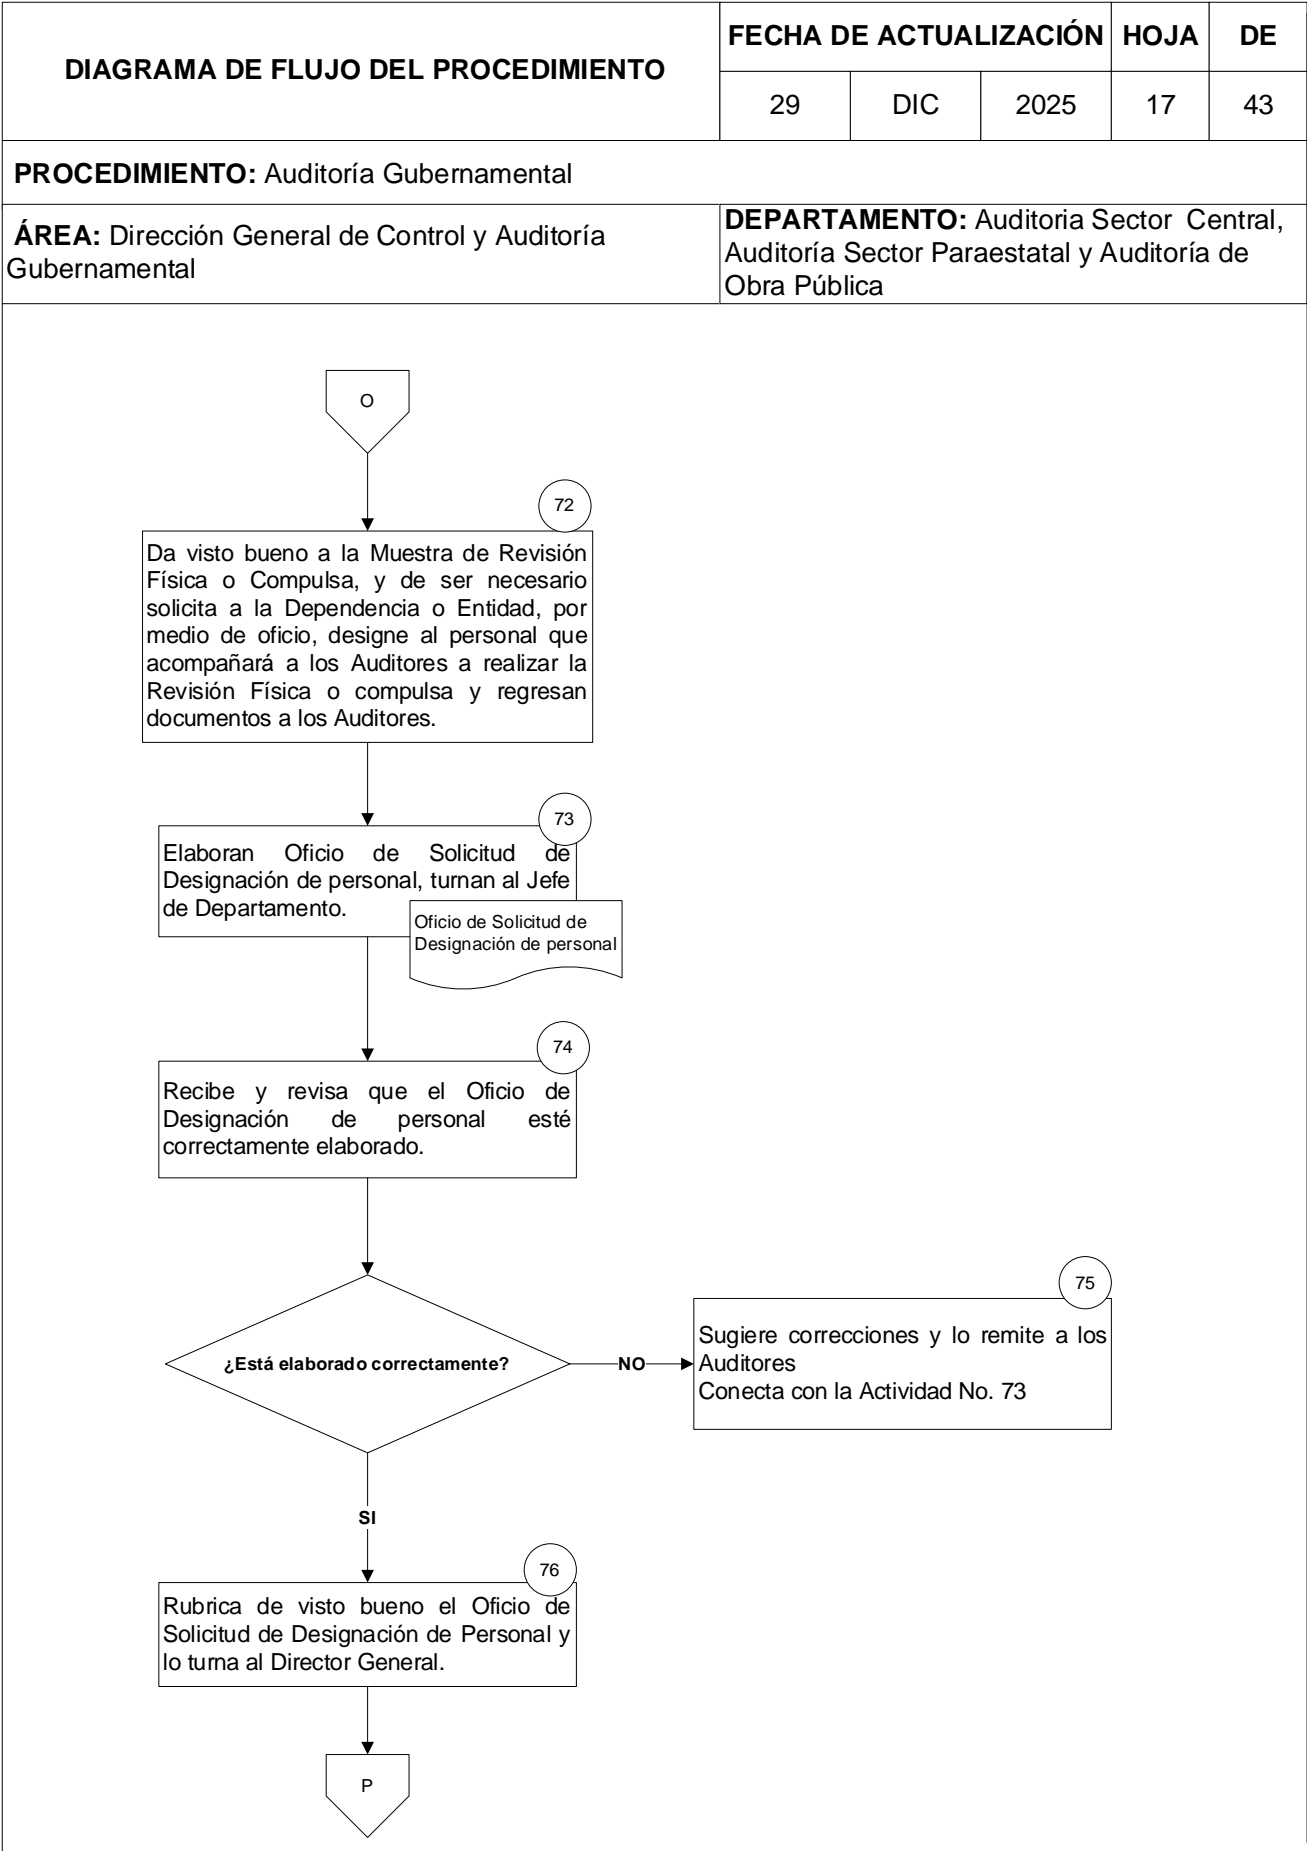 DIAGRAMA DE FLUJO DEL PROCEDIMIENTO
FECHA DE ACTUALIZACIÓN HOJA DE
29 DIC 2025 17 43
PROCEDIMIENTO: Auditoría Gubernamental
ÁREA: Dirección General de Control y Auditoría
Gubernamental
DEPARTAMENTO: Auditoria Sector Central,
Auditoría Sector Paraestatal y Auditoría de
Obra Pública
O
72
Da visto bueno a la Muestra de Revisión
Física o Compulsa, y de ser necesario
solicita a la Dependencia o Entidad, por
medio de oficio, designe al personal que
acompañará a los Auditores a realizar la
Revisión Física o compulsa y regresan
documentos a los Auditores.
73
Elaboran Oficio de Solicitud de
Designación de personal, turnan al Jefe
de Departamento.
Oficio de Solicitud de
Designación de personal
74
Recibe y revisa que el Oficio de
Designación de personal esté
correctamente elaborado.
¿Está elaborado correctamente?
NO
75
Sugiere correcciones y lo remite a los
Auditores
Conecta con la Actividad No. 73
SI
76
Rubrica de visto bueno el Oficio de
Solicitud de Designación de Personal y
lo turna al Director General.
P